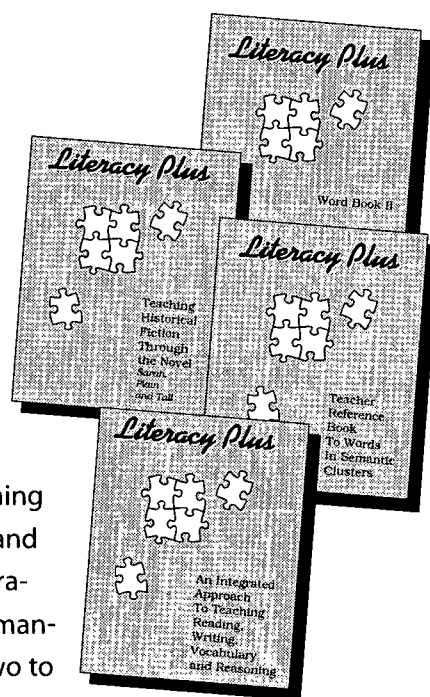 Literacy Plus
Word Book B
Literacy Plus
Teaching
Historical
Fiction
Through
the Novel
Sarah,
Plain
and Tall
Literacy Plus
Teacher
Reference
Book
To Words
In Semantic
Clusters
Literacy Plus
An Integrated
Approach
To Teaching
Reading,
Writing,
Vocabulary
and Reasoning
ning
and
ra-
man-
wo to